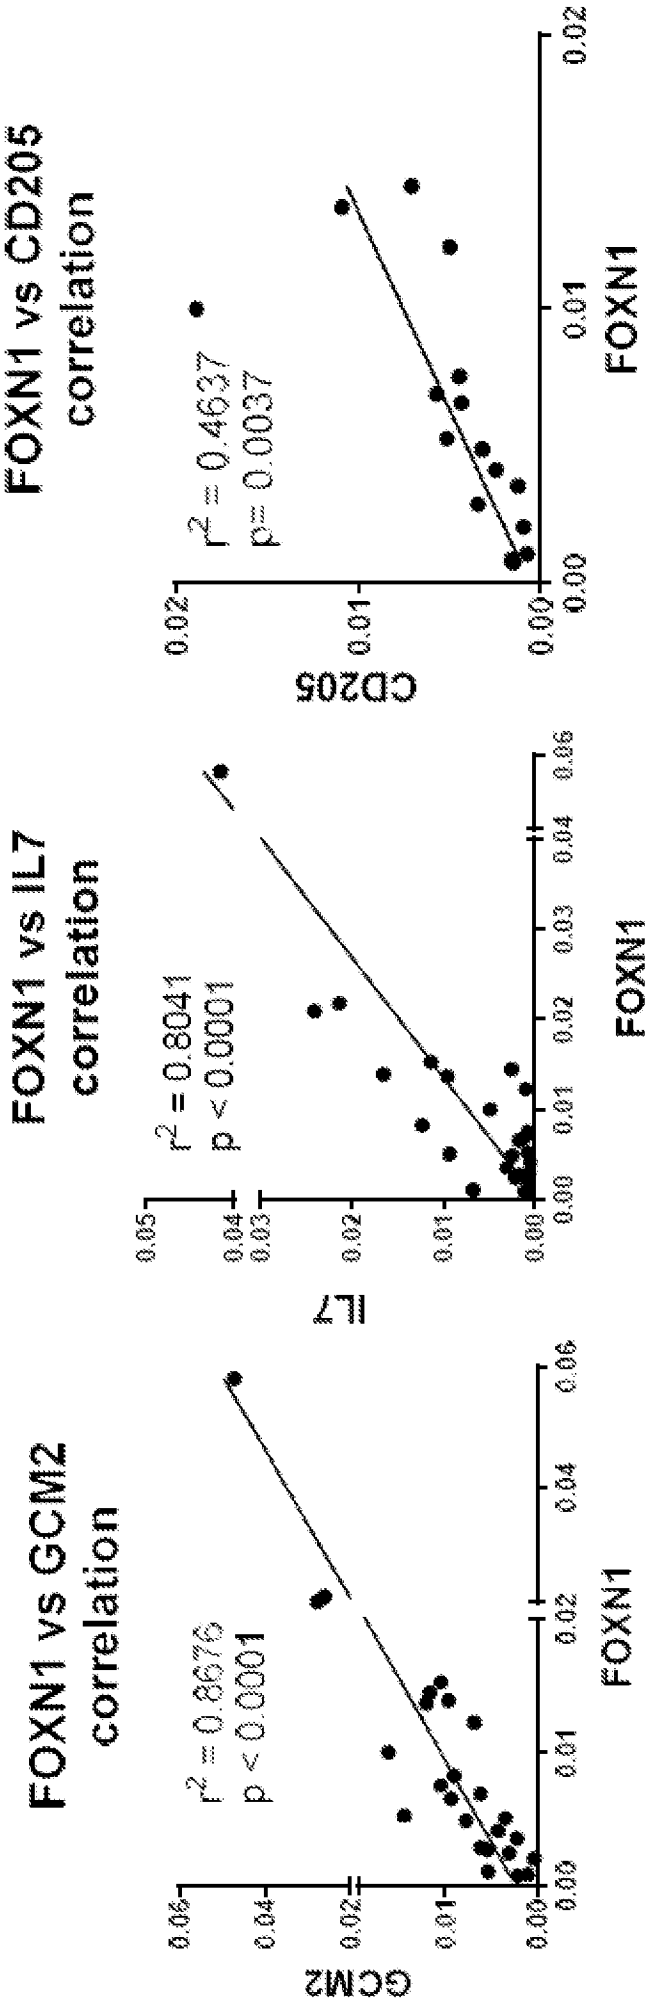 FOXN1 vs GCM2
correlation
r2 = 0.8676
p < 0.0001
GCM2
0.06
0.04
0.02
0.01
0.00
0.00
0.01
0.02
0.04
0.06
FOXN1
FOXN1 vs IL7
correlation
r2 = 0.8041
p < 0.0001
IL7
0.05
0.04
0.03
0.02
0.01
0.00
0.00
0.01
0.02
0.03
0.04
0.06
FOXN1
FOXN1 vs CD205
correlation
r2 = 0.4637
p= 0.0037
CD205
0.02
0.01
0.00
0.00
0.01
0.02
FOXN1